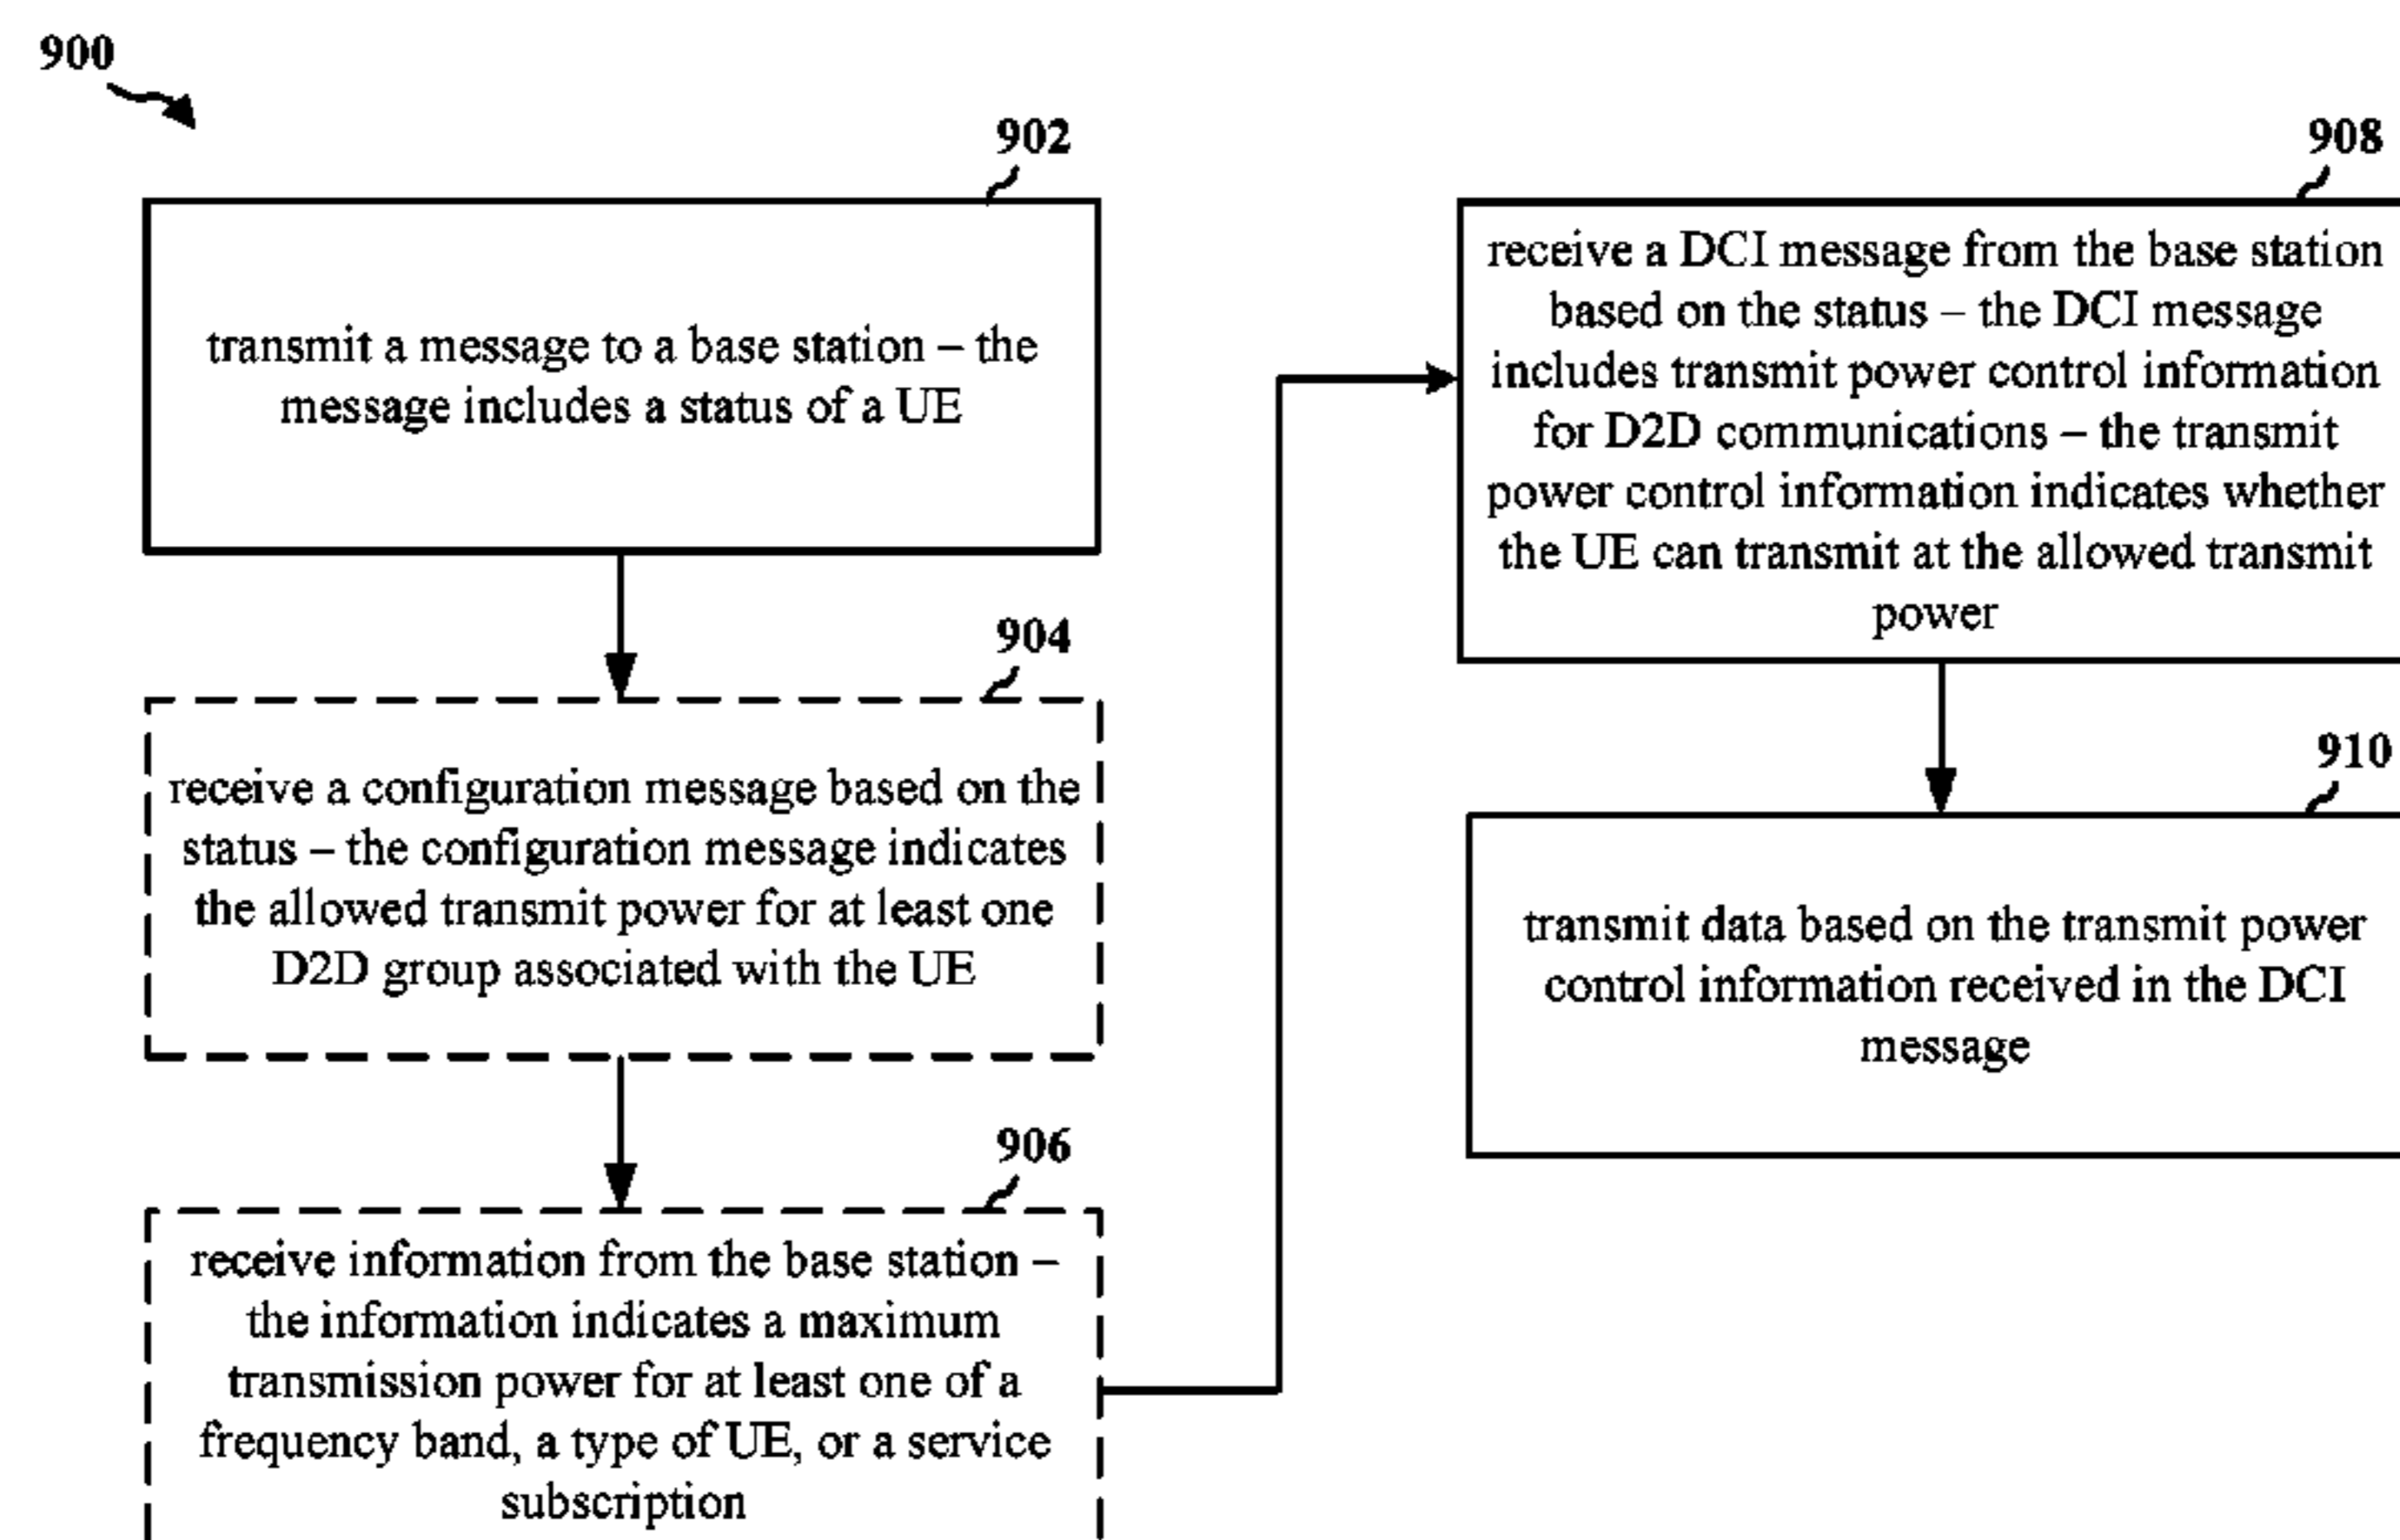 900
902
transmit a message to a base station – the
message includes a status of a UE
904
receive a configuration message based on the
status – the configuration message indicates
the allowed transmit power for at least one
D2D group associated with the UE
906
receive information from the base station –
the information indicates a maximum
transmission power for at least one of a
frequency band, a type of UE, or a service
subscription
908
receive a DCI message from the base station
based on the status – the DCI message
includes transmit power control information
for D2D communications – the transmit
power control information indicates whether
the UE can transmit at the allowed transmit
power
910
transmit data based on the transmit power
control information received in the DCI
message